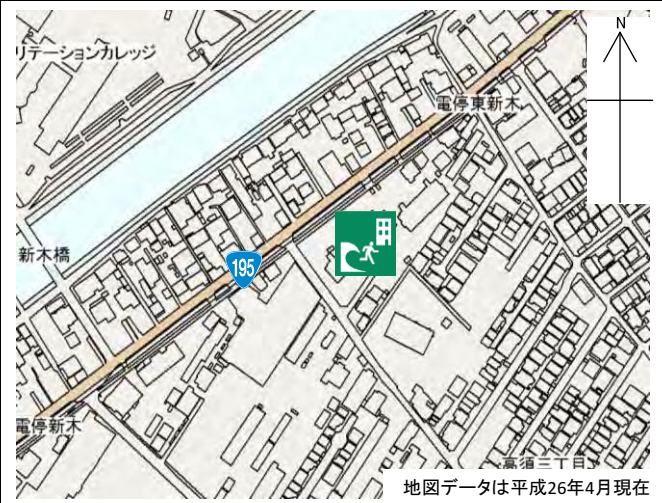 リテーションカレッジ
N
電停東新木
新木橋
195
電停新木
高須三丁目
地図データは平成26年4月現在